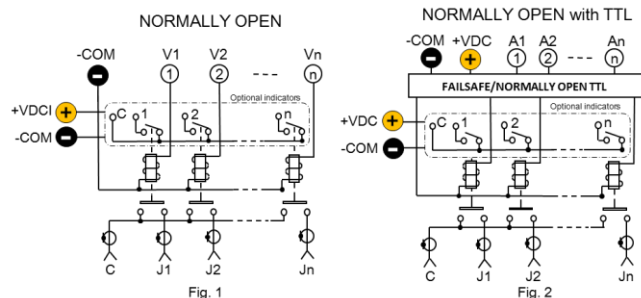 NORMALLY OPEN
-COM V1 V2 Vn
1 2 n
+VDCI
-COM
Optional indicators
C 1 2 n
C J1 J2 Jn
Fig. 1
NORMALLY OPEN with TTL
-COM +VDC A1 A2 An
1 2 n
FAILSAFE/NORMALLY OPEN TTL
Optional indicators
+VDC
-COM
C 1 2 n
C J1 J2 Jn
Fig. 2